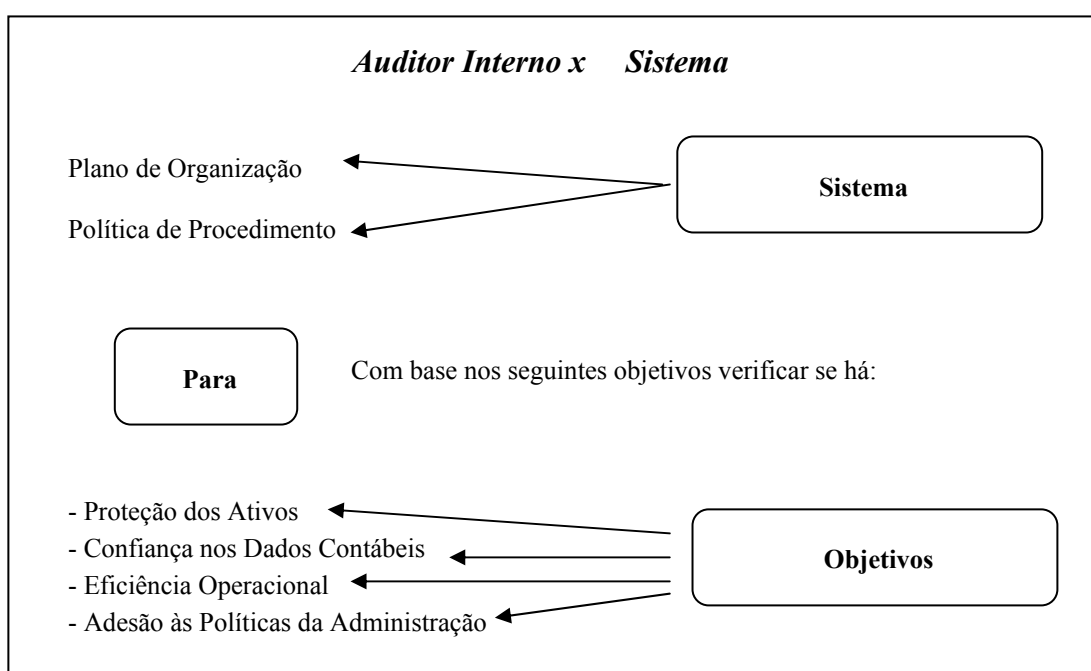 Auditor Interno x Sistema
Plano de Organização
Sistema
Política de Procedimento
Para
Com base nos seguintes objetivos verificar se há:
- Proteção dos Ativos
- Confiança nos Dados Contábeis
Objetivos
- Eficiência Operacional
- Adesão às Políticas da Administração